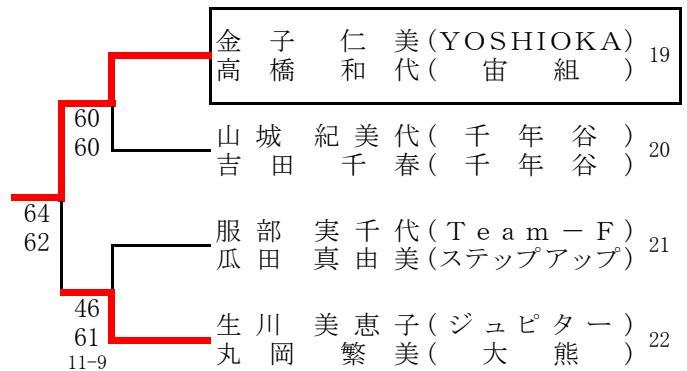 金子 仁美(YOSHIOKA)
高橋 和代(宙組) 19
60
60
山城 紀美代(千年谷)
吉田 千春(千年谷) 20
64
62
服部 実千代(Team－F)
瓜田 真由美(ステップアップ) 21
46
61
11-9
生川 美恵子(ジュピター)
丸岡 繁美(大熊) 22